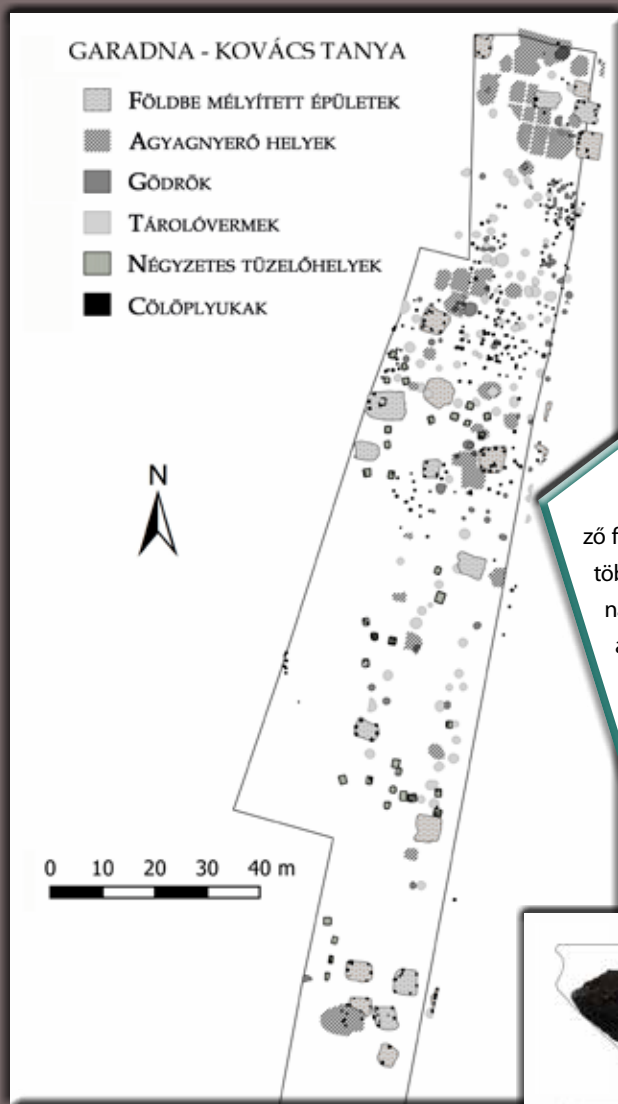 GARADNA - KOVÁCS TANYA
FÖLDBE MÉLYÍTETT ÉPÜLETEK
AGYAGNYERŐ HELYEK
GÖDRÖK
TÁROLÓVERMEK
NÉGYZETES TÜZELŐHELYEK
CÖLÖPLYUKAK
N
0 10 20 30 40 m
ző f
töb
n
a